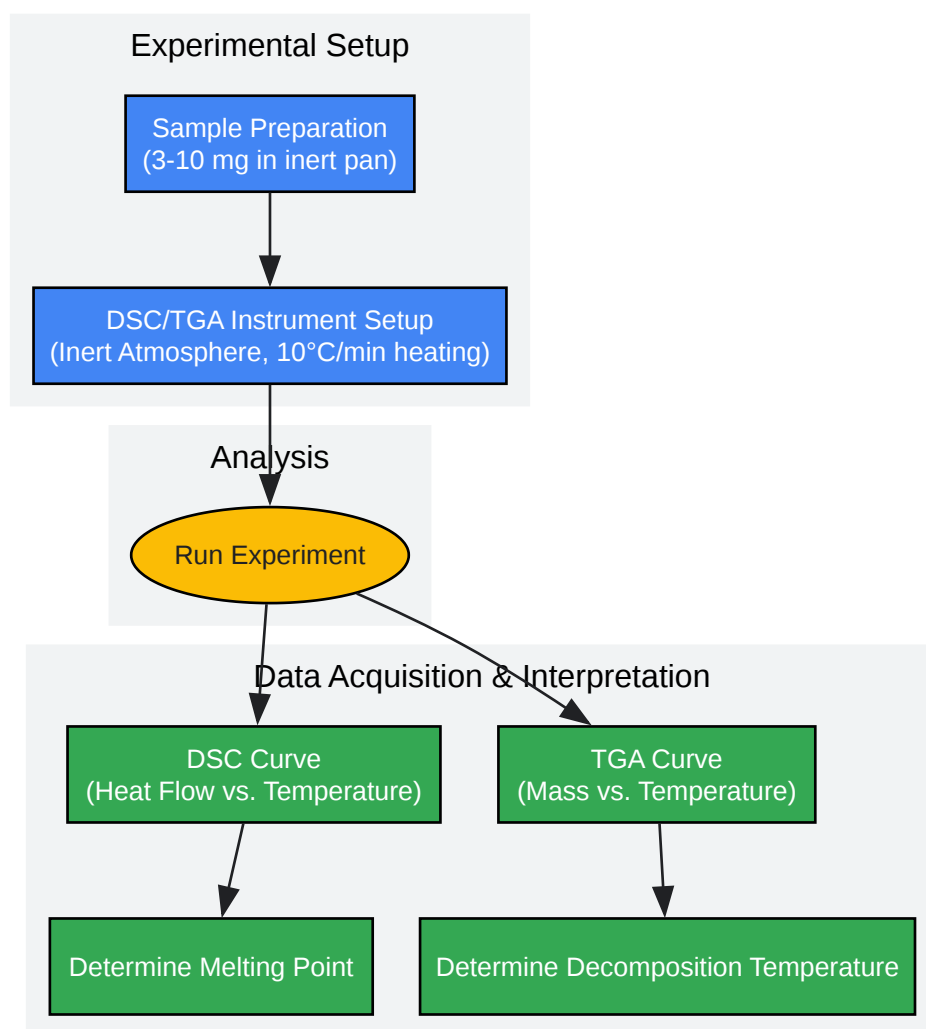 Experimental Setup
Sample Preparation
(3-10 mg in inert pan)
DSC/TGA Instrument Setup
(Inert Atmosphere, 10°C/min heating)
Analysis
Run Experiment
Data Acquisition & Interpretation
DSC Curve
(Heat Flow vs. Temperature)
TGA Curve
(Mass vs. Temperature)
Determine Melting Point
Determine Decomposition Temperature